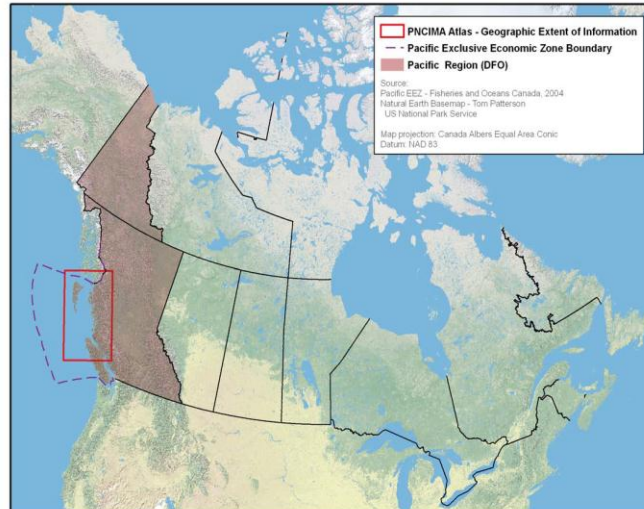 PNCIMA Atlas - Geographic Extent of Information
Pacific Exclusive Economic Zone Boundary
Pacific Region (DFO)
Source:
Pacific EEZ - Fisheries and Oceans Canada, 2004
Natural Earth Basemap - Tom Patterson
US National Park Service
Map projection: Canada Albers Equal Area Conic
Datum: NAD 83